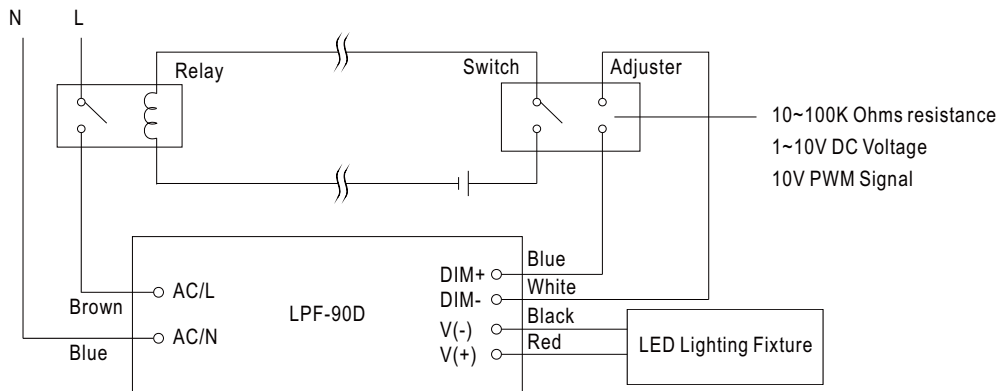 N L
Relay
Switch
Adjuster
10~100K Ohms resistance
1~10V DC Voltage
10V PWM Signal
Brown
AC/L
Blue
AC/N
LPF-90D
DIM+
Blue
DIM-
White
V(-)
Black
V(+)
Red
LED Lighting Fixture